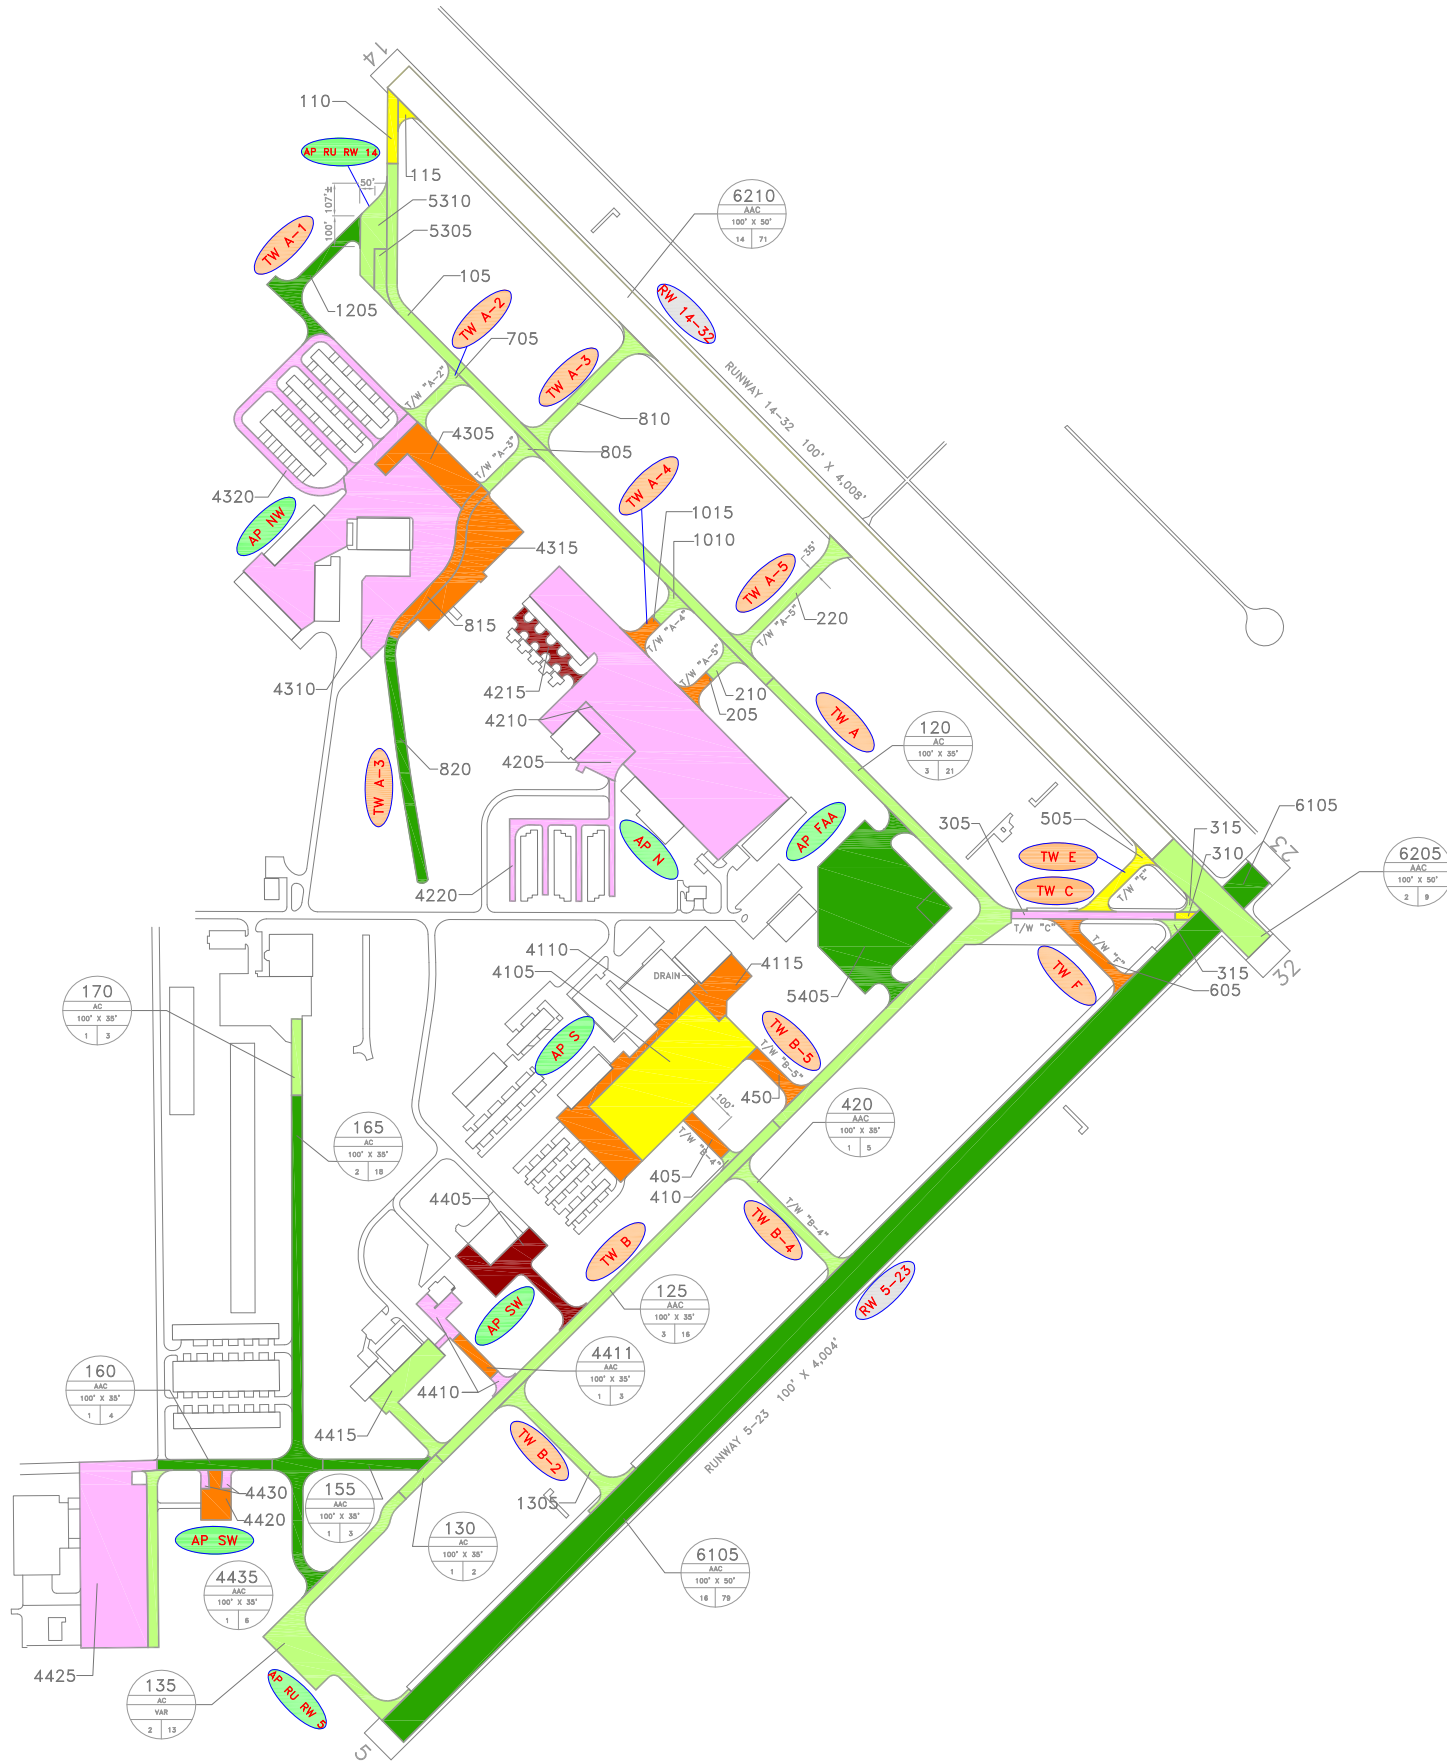 14
110
AP RU RW 14
115
50'
107'±
100'
5310
5305
6210
AAC
100' X 50'
14 71
TW A-1
105
1205
TW A-2
705
RW 14-32
TW A-3
T/W "A-2"
RUNWAY 14-32 100' X 4,008'
810
4305
805
T/W "A-3"
4320
TW A-4
AP NW
1015
1010
4315
35'
TW A-5
220
815
T/W "A-4"
T/W "A-5"
T/W "A-5"
4310
4215
210
205
4210
TW A
120
AC
100' X 35'
3 21
4205
820
TW A-3
6105
AP FAA
305
505
315
310
23
AP N
TW E
6205
AAC
100' X 50'
2 9
TW C
T/W "E"
4220
T/W "C"
T/W "F"
4110
4115
4105
DRAIN
315
32
170
AC
100' X 35'
1 3
5405
TW F
605
AP S
TW B-5
T/W "B-5"
450
100'
420
AAC
100' X 35'
1 5
165
AC
100' X 35'
2 18
T/W "B-4"
405
410
4405
T/W "B-4"
TW B-4
TW B
RW 5-23
125
AAC
100' X 35'
3 16
AP SW
RUNWAY 5-23 100' X 4,004'
4411
AAC
100' X 35'
1 3
160
AAC
100' X 35'
1 4
4410
4415
TW B-2
4430
155
AAC
100' X 35'
1 3
1305
4420
130
AC
100' X 35'
1 2
AP SW
6105
AAC
100' X 50'
16 79
4435
AAC
100' X 35'
1 6
4425
135
AC
VAR
2 13
AP RU RW 5
5